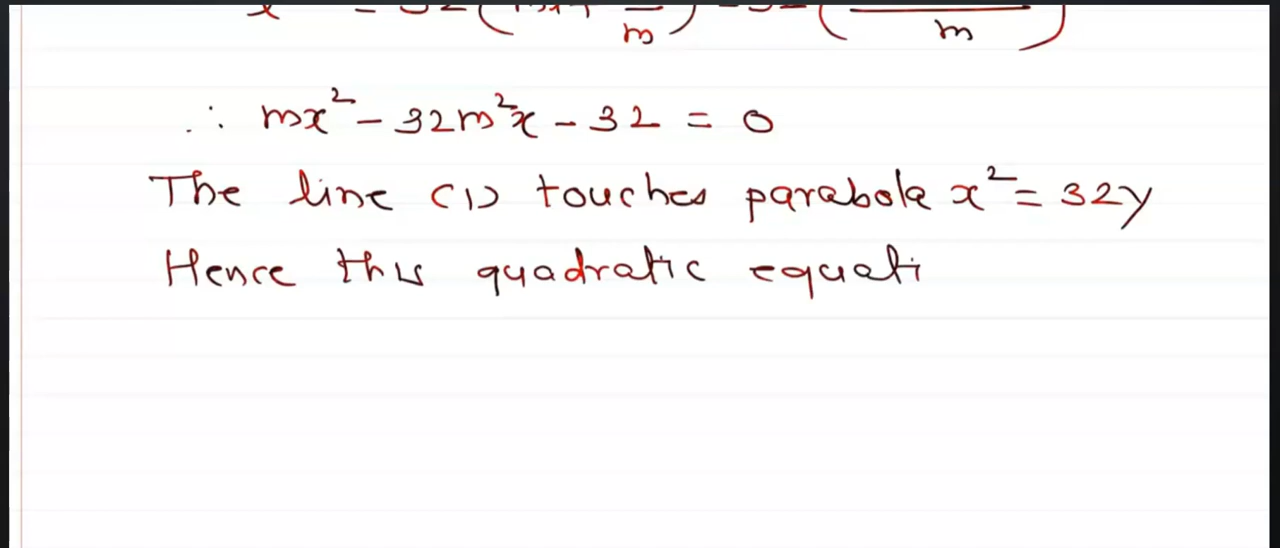 m m
∴ mx² - 32m²x - 32 = 0
The line (1) touches parabola x² = 32y
Hence this quadratic equati